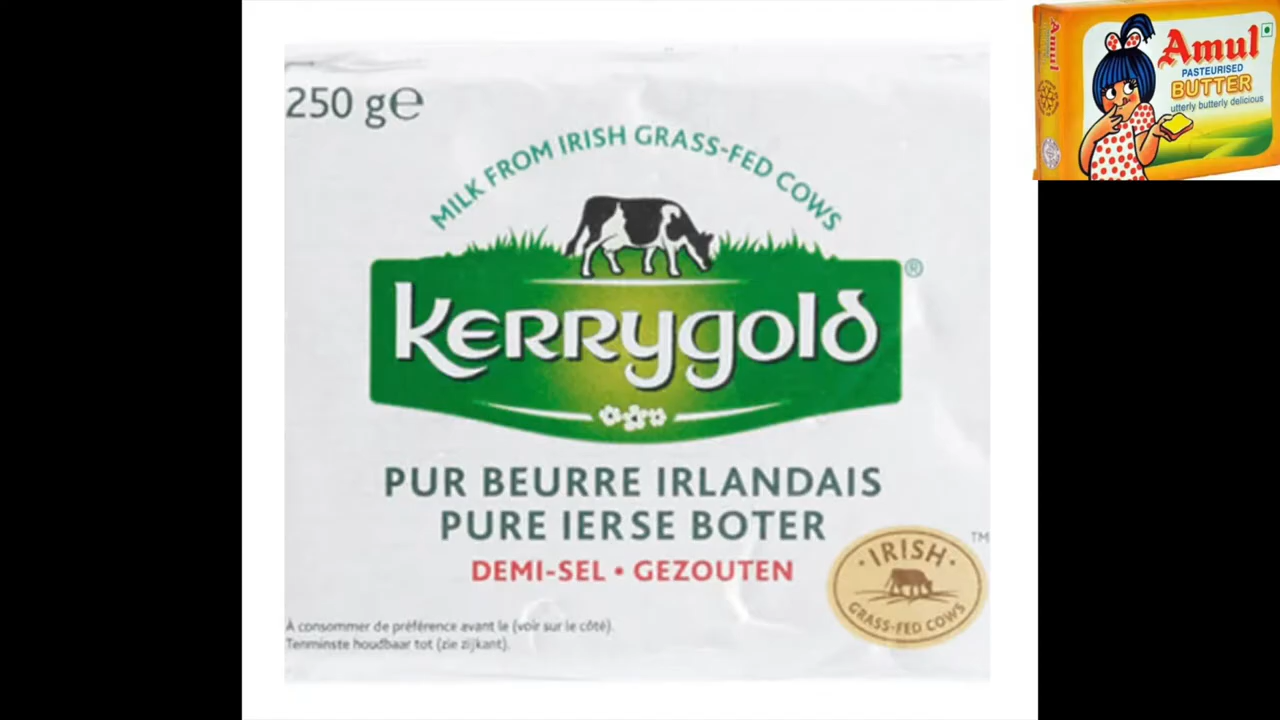 250 g℮
MILK FROM IRISH GRASS-FED COWS
Kerrygold®
PUR BEURRE IRLANDAIS
PURE IERSE BOTER
DEMI-SEL • GEZOUTEN
IRISH
GRASS-FED COWS
TM
À consommer de préférence avant le (voir sur le côté).
Tenminste houdbaar tot (zie zijkant).
Amul
Amul
PASTEURISED
BUTTER
utterly butterly delicious